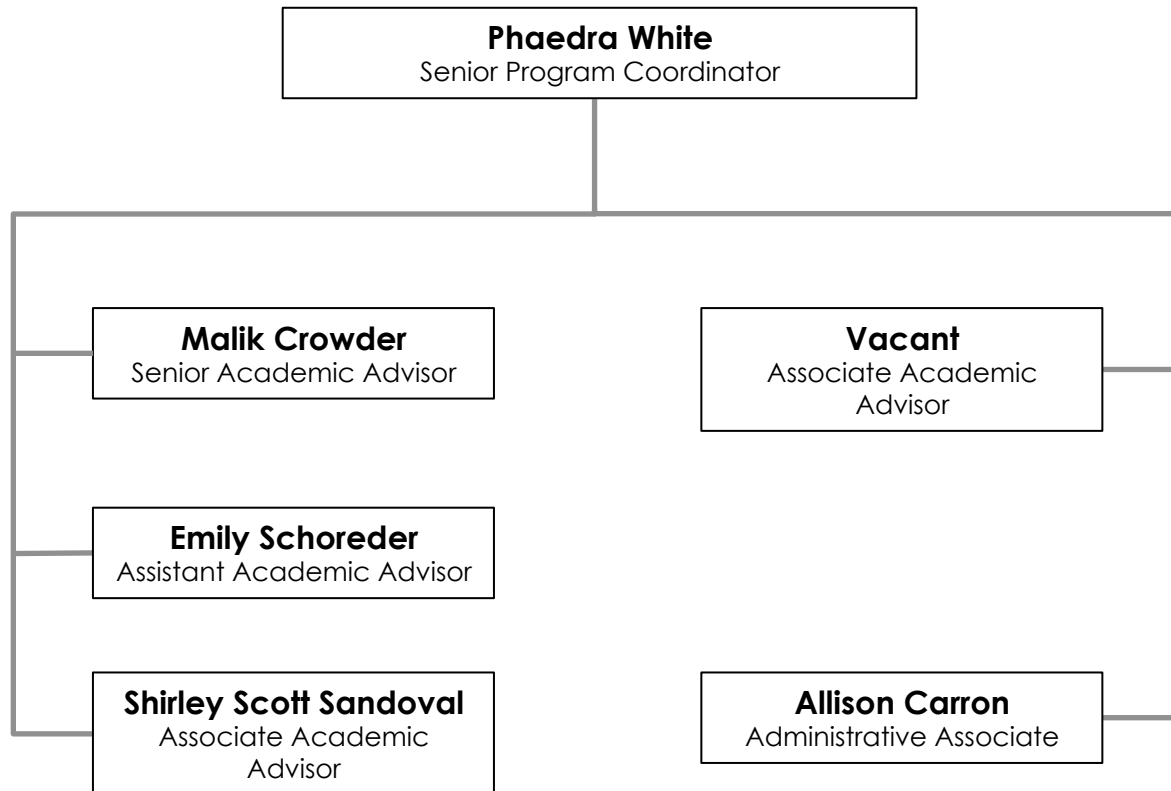 Phaedra White
Senior Program Coordinator
Malik Crowder
Senior Academic Advisor
Vacant
Associate Academic
Advisor
Emily Schoreder
Assistant Academic Advisor
Shirley Scott Sandoval
Associate Academic
Advisor
Allison Carron
Administrative Associate